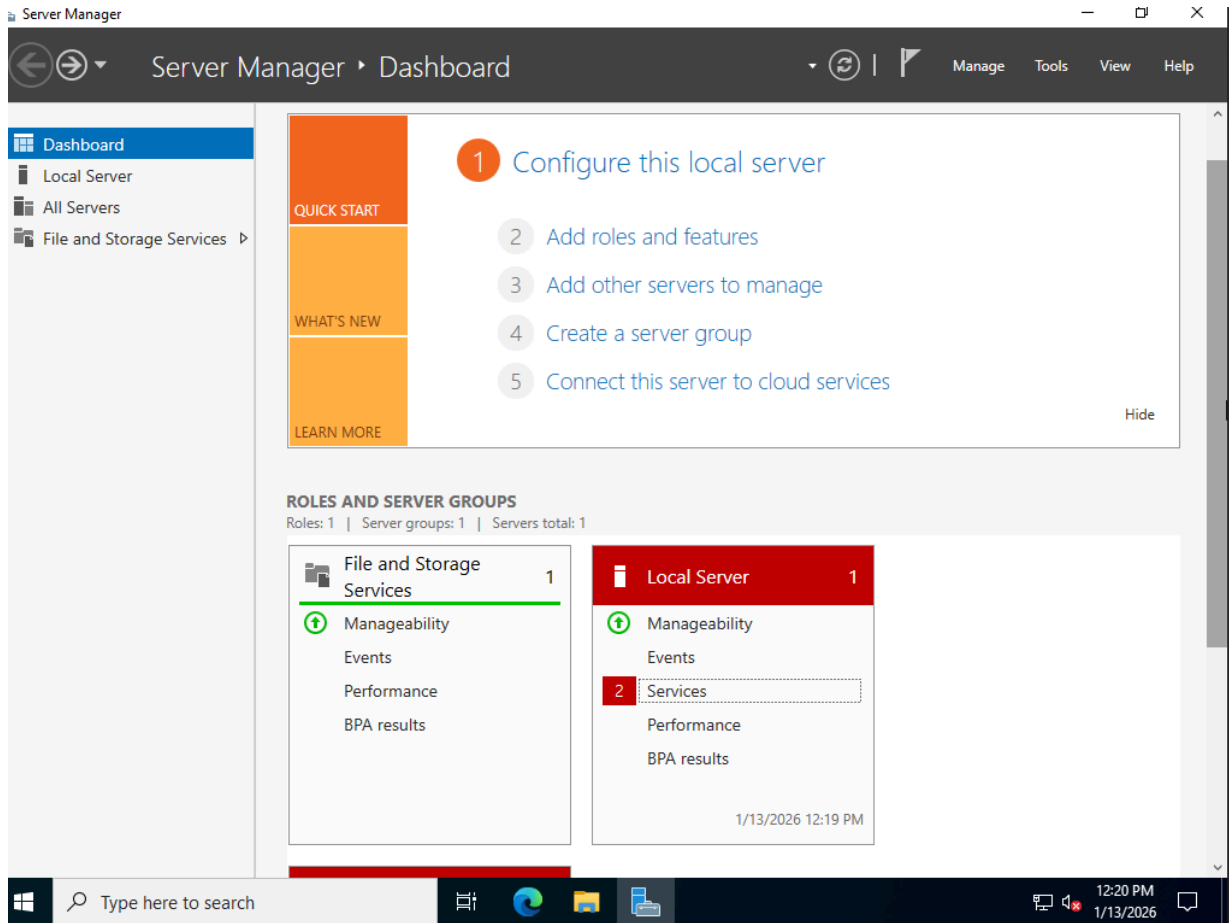 Server Manager
Server Manager ‣ Dashboard
Manage Tools View Help
Dashboard
Local Server
All Servers
File and Storage Services
QUICK START
WHAT'S NEW
LEARN MORE
1 Configure this local server
2 Add roles and features
3 Add other servers to manage
4 Create a server group
5 Connect this server to cloud services
Hide
ROLES AND SERVER GROUPS
Roles: 1 | Server groups: 1 | Servers total: 1
File and Storage
Services 1
Manageability
Events
Performance
BPA results
Local Server 1
Manageability
Events
2 Services
Performance
BPA results
1/13/2026 12:19 PM
Type here to search
12:20 PM
1/13/2026